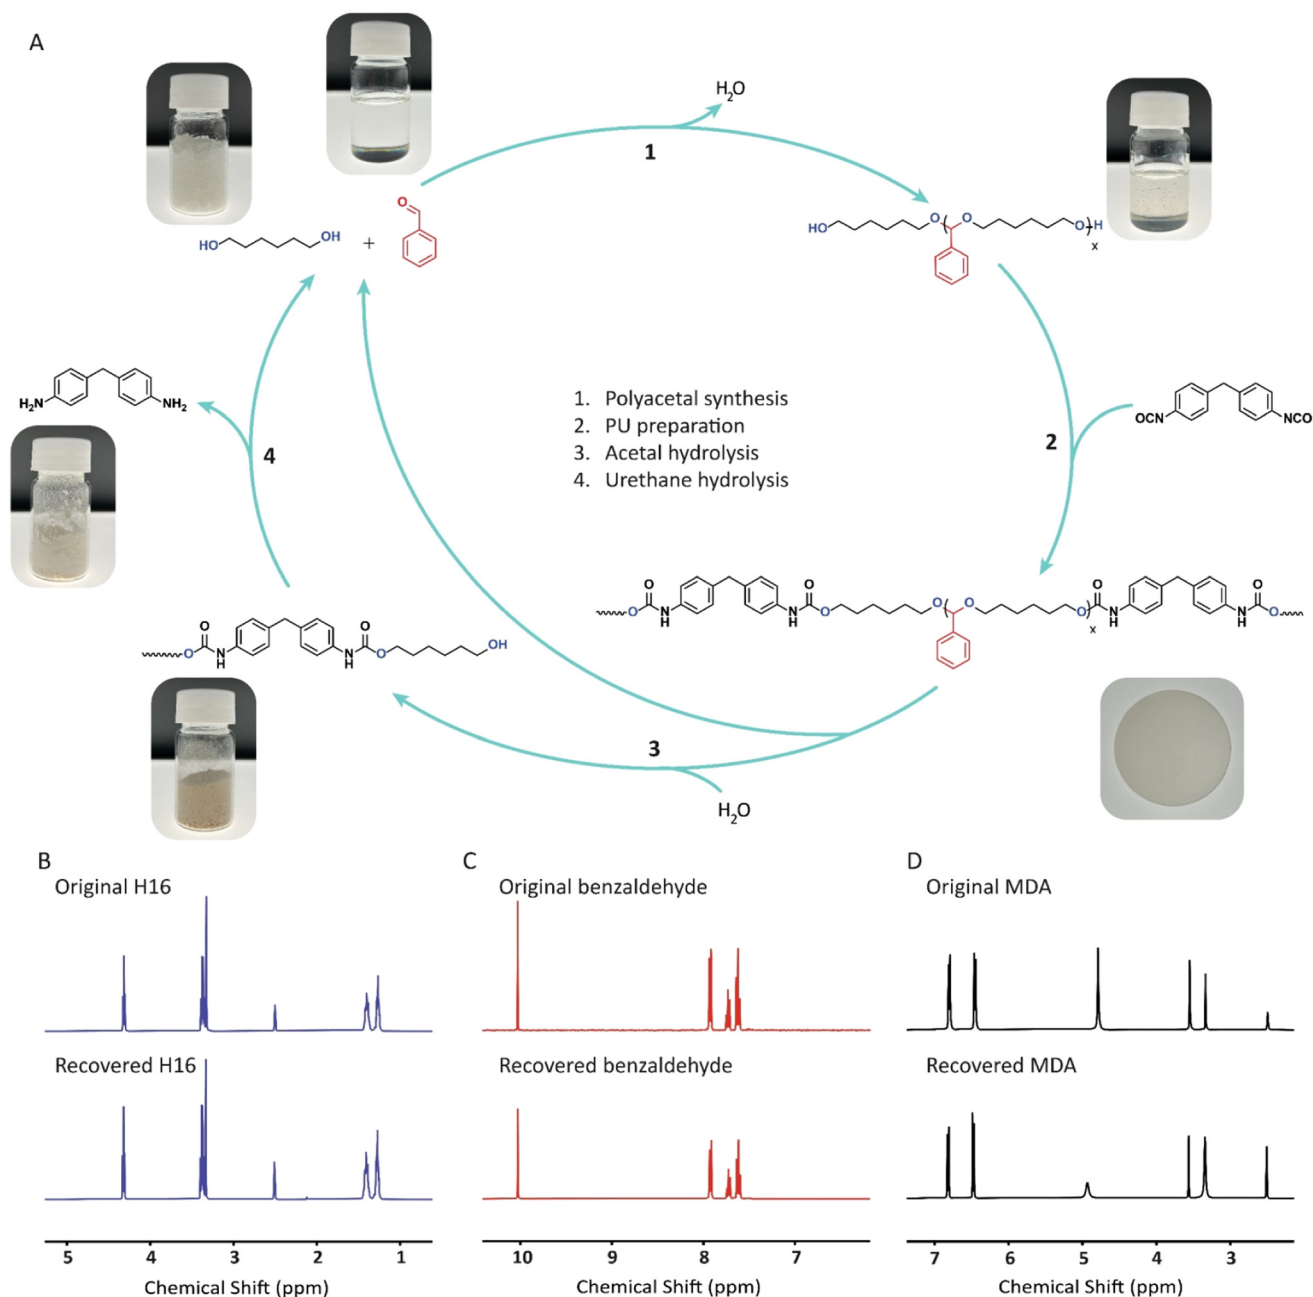 A
H₂O
1
HO
OH
+
O
HO
O
O
O
H
x
H₂N
NH₂
4
1. Polyacetal synthesis
2. PU preparation
3. Acetal hydrolysis
4. Urethane hydrolysis
2
OCN
NCO
O
O
N
H
N
H
O
O
O
O
O
O
x
O
N
H
N
H
O
O
O
O
N
H
N
H
O
O
OH
3
H₂O
B
Original H16
Recovered H16
5 4 3 2 1
Chemical Shift (ppm)
C
Original benzaldehyde
Recovered benzaldehyde
10 9 8 7
Chemical Shift (ppm)
D
Original MDA
Recovered MDA
7 6 5 4 3
Chemical Shift (ppm)